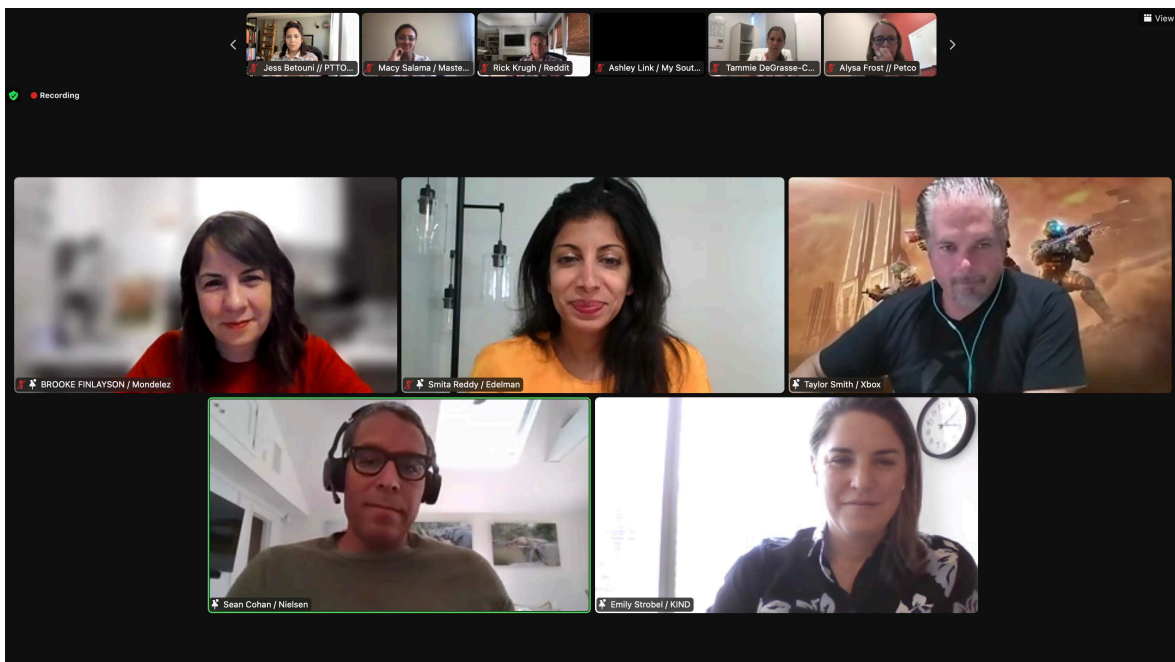 View
Jess Betouni // PTTO...
Macy Salama / Maste...
Rick Krugh / Reddit
Ashley Link / My Sout...
Tammie DeGrasse-C...
Alysa Frost // Petco
Recording
BROOKE FINLAYSON / Mondelez
Smita Reddy / Edelman
Taylor Smith / Xbox
Sean Cohan / Nielsen
Emily Strobel / KIND